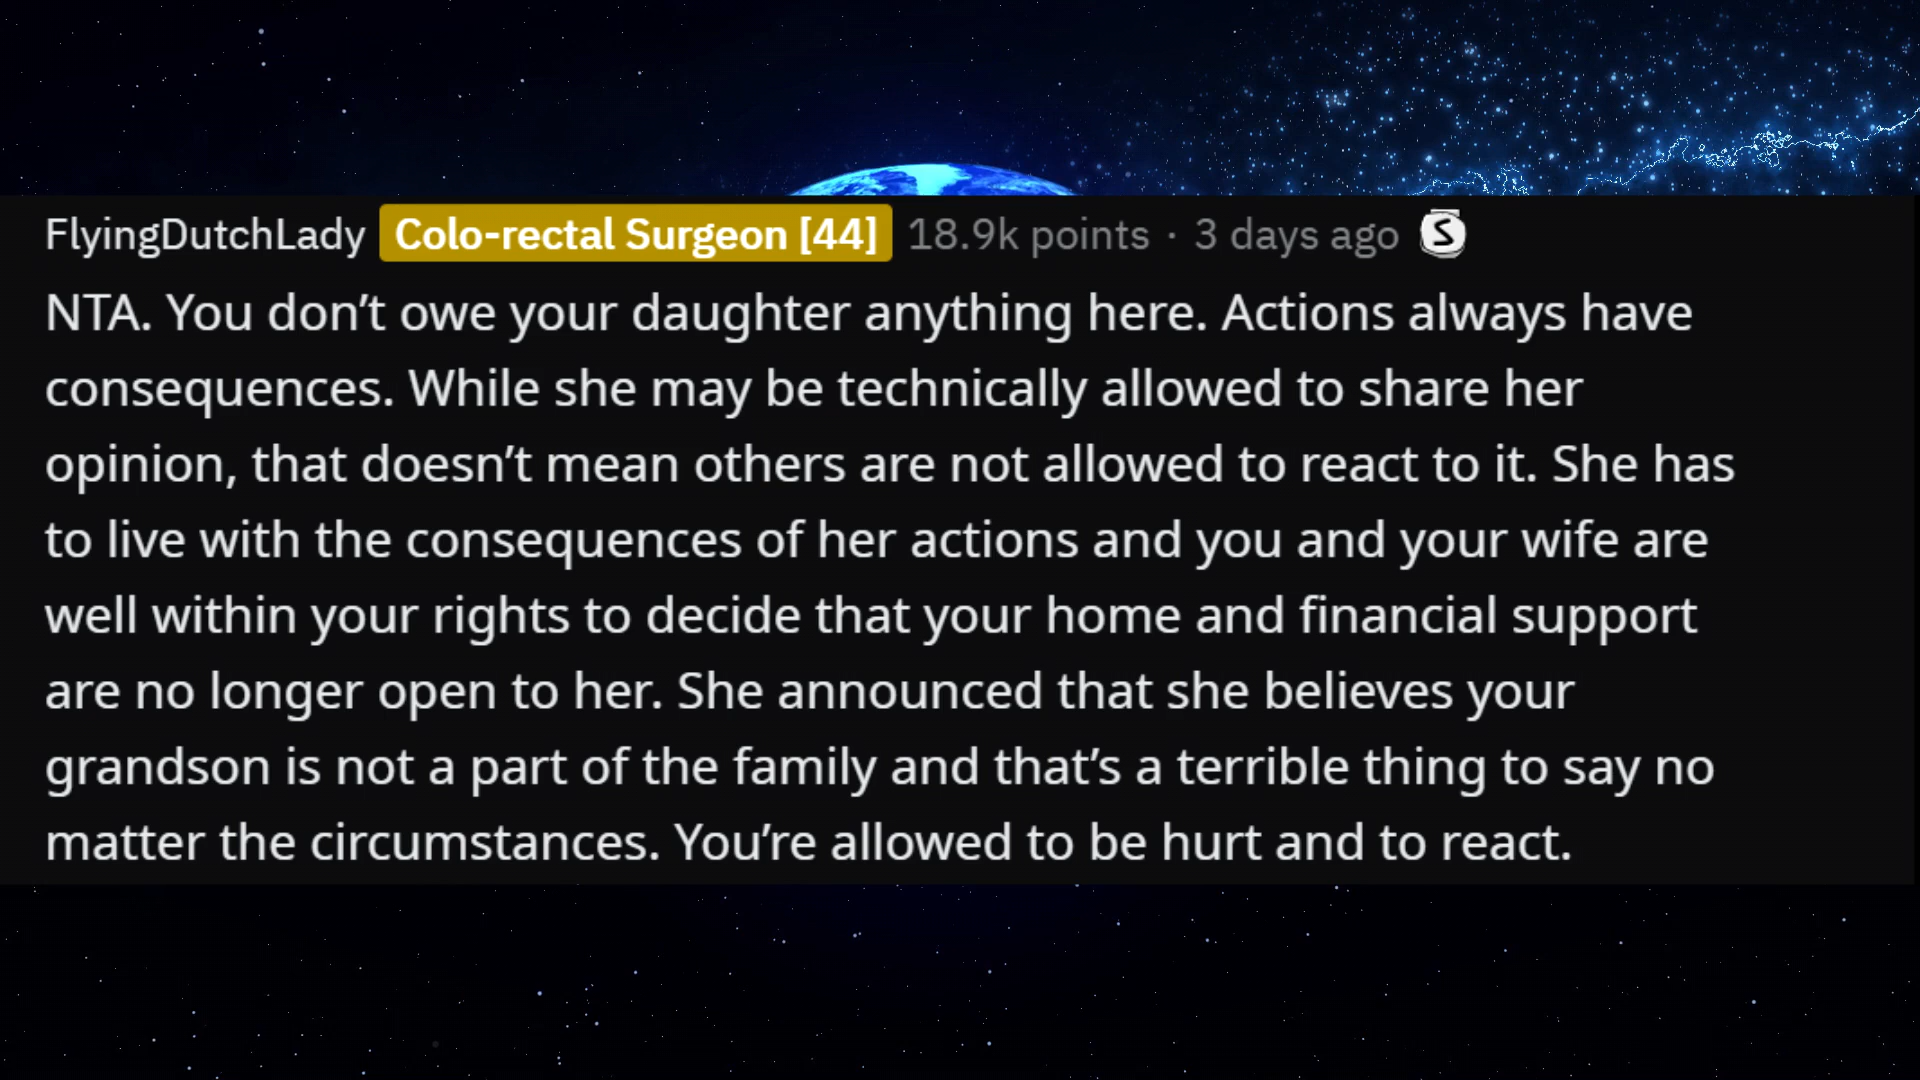 FlyingDutchLady Colo-rectal Surgeon [44] 18.9k points · 3 days ago S
NTA. You don’t owe your daughter anything here. Actions always have
consequences. While she may be technically allowed to share her
opinion, that doesn’t mean others are not allowed to react to it. She has
to live with the consequences of her actions and you and your wife are
well within your rights to decide that your home and financial support
are no longer open to her. She announced that she believes your
grandson is not a part of the family and that’s a terrible thing to say no
matter the circumstances. You’re allowed to be hurt and to react.